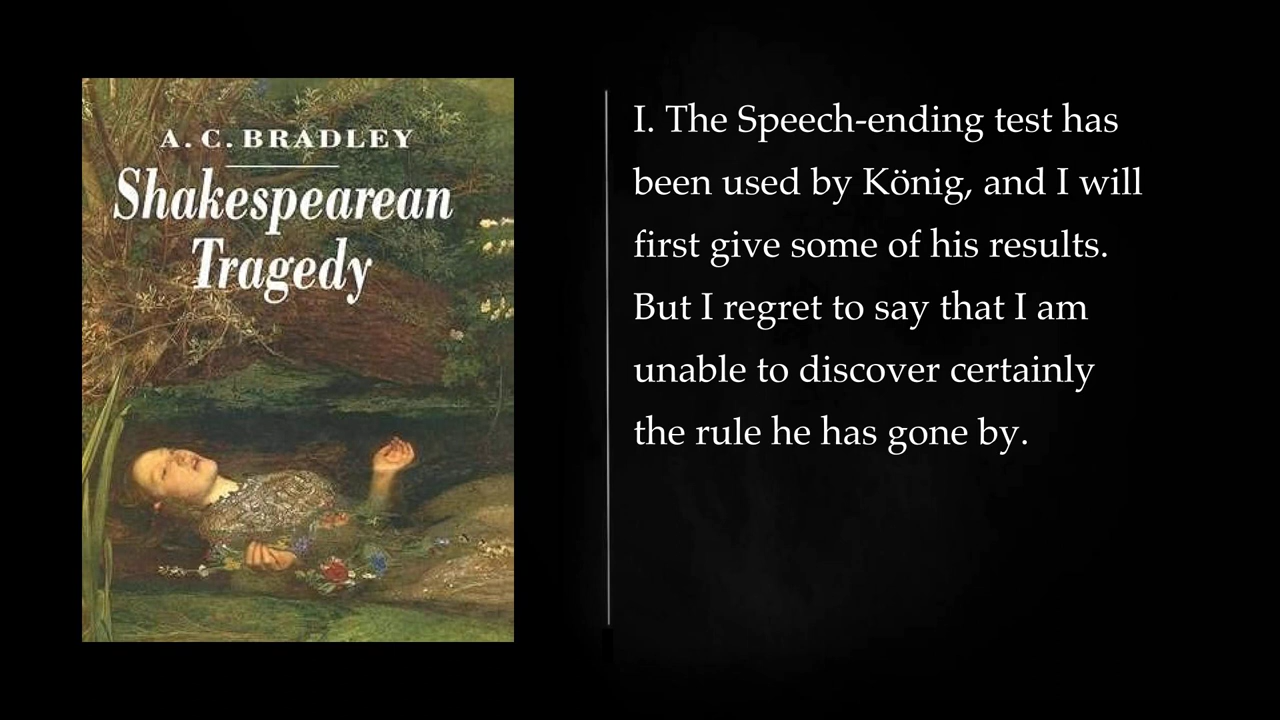 A. C. BRADLEY
Shakespearean
Tragedy
I. The Speech-ending test has
been used by König, and I will
first give some of his results.
But I regret to say that I am
unable to discover certainly
the rule he has gone by.